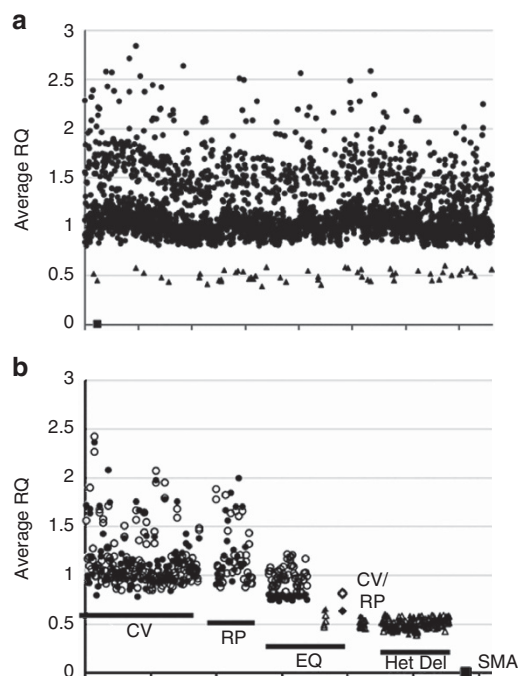 a
3
2.5
2
1.5
1
0.5
0
Average RQ
b
3
2.5
2
1.5
1
0.5
0
Average RQ
CV/
RP
CV
RP
EQ
Het Del
SMA